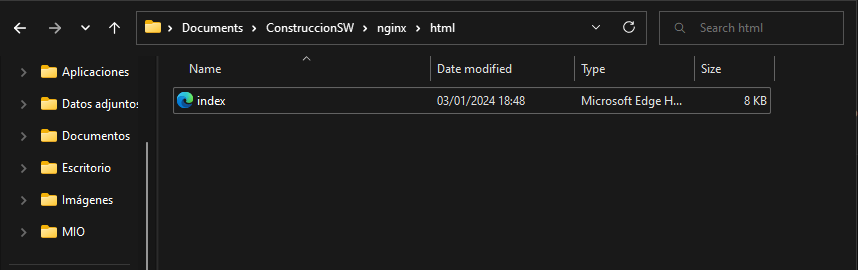 Documents > ConstruccionSW > nginx > html
Search html
Name Date modified Type Size
index 03/01/2024 18:48 Microsoft Edge H... 8 KB
Aplicaciones
Datos adjuntos
Documentos
Escritorio
Imágenes
MIO